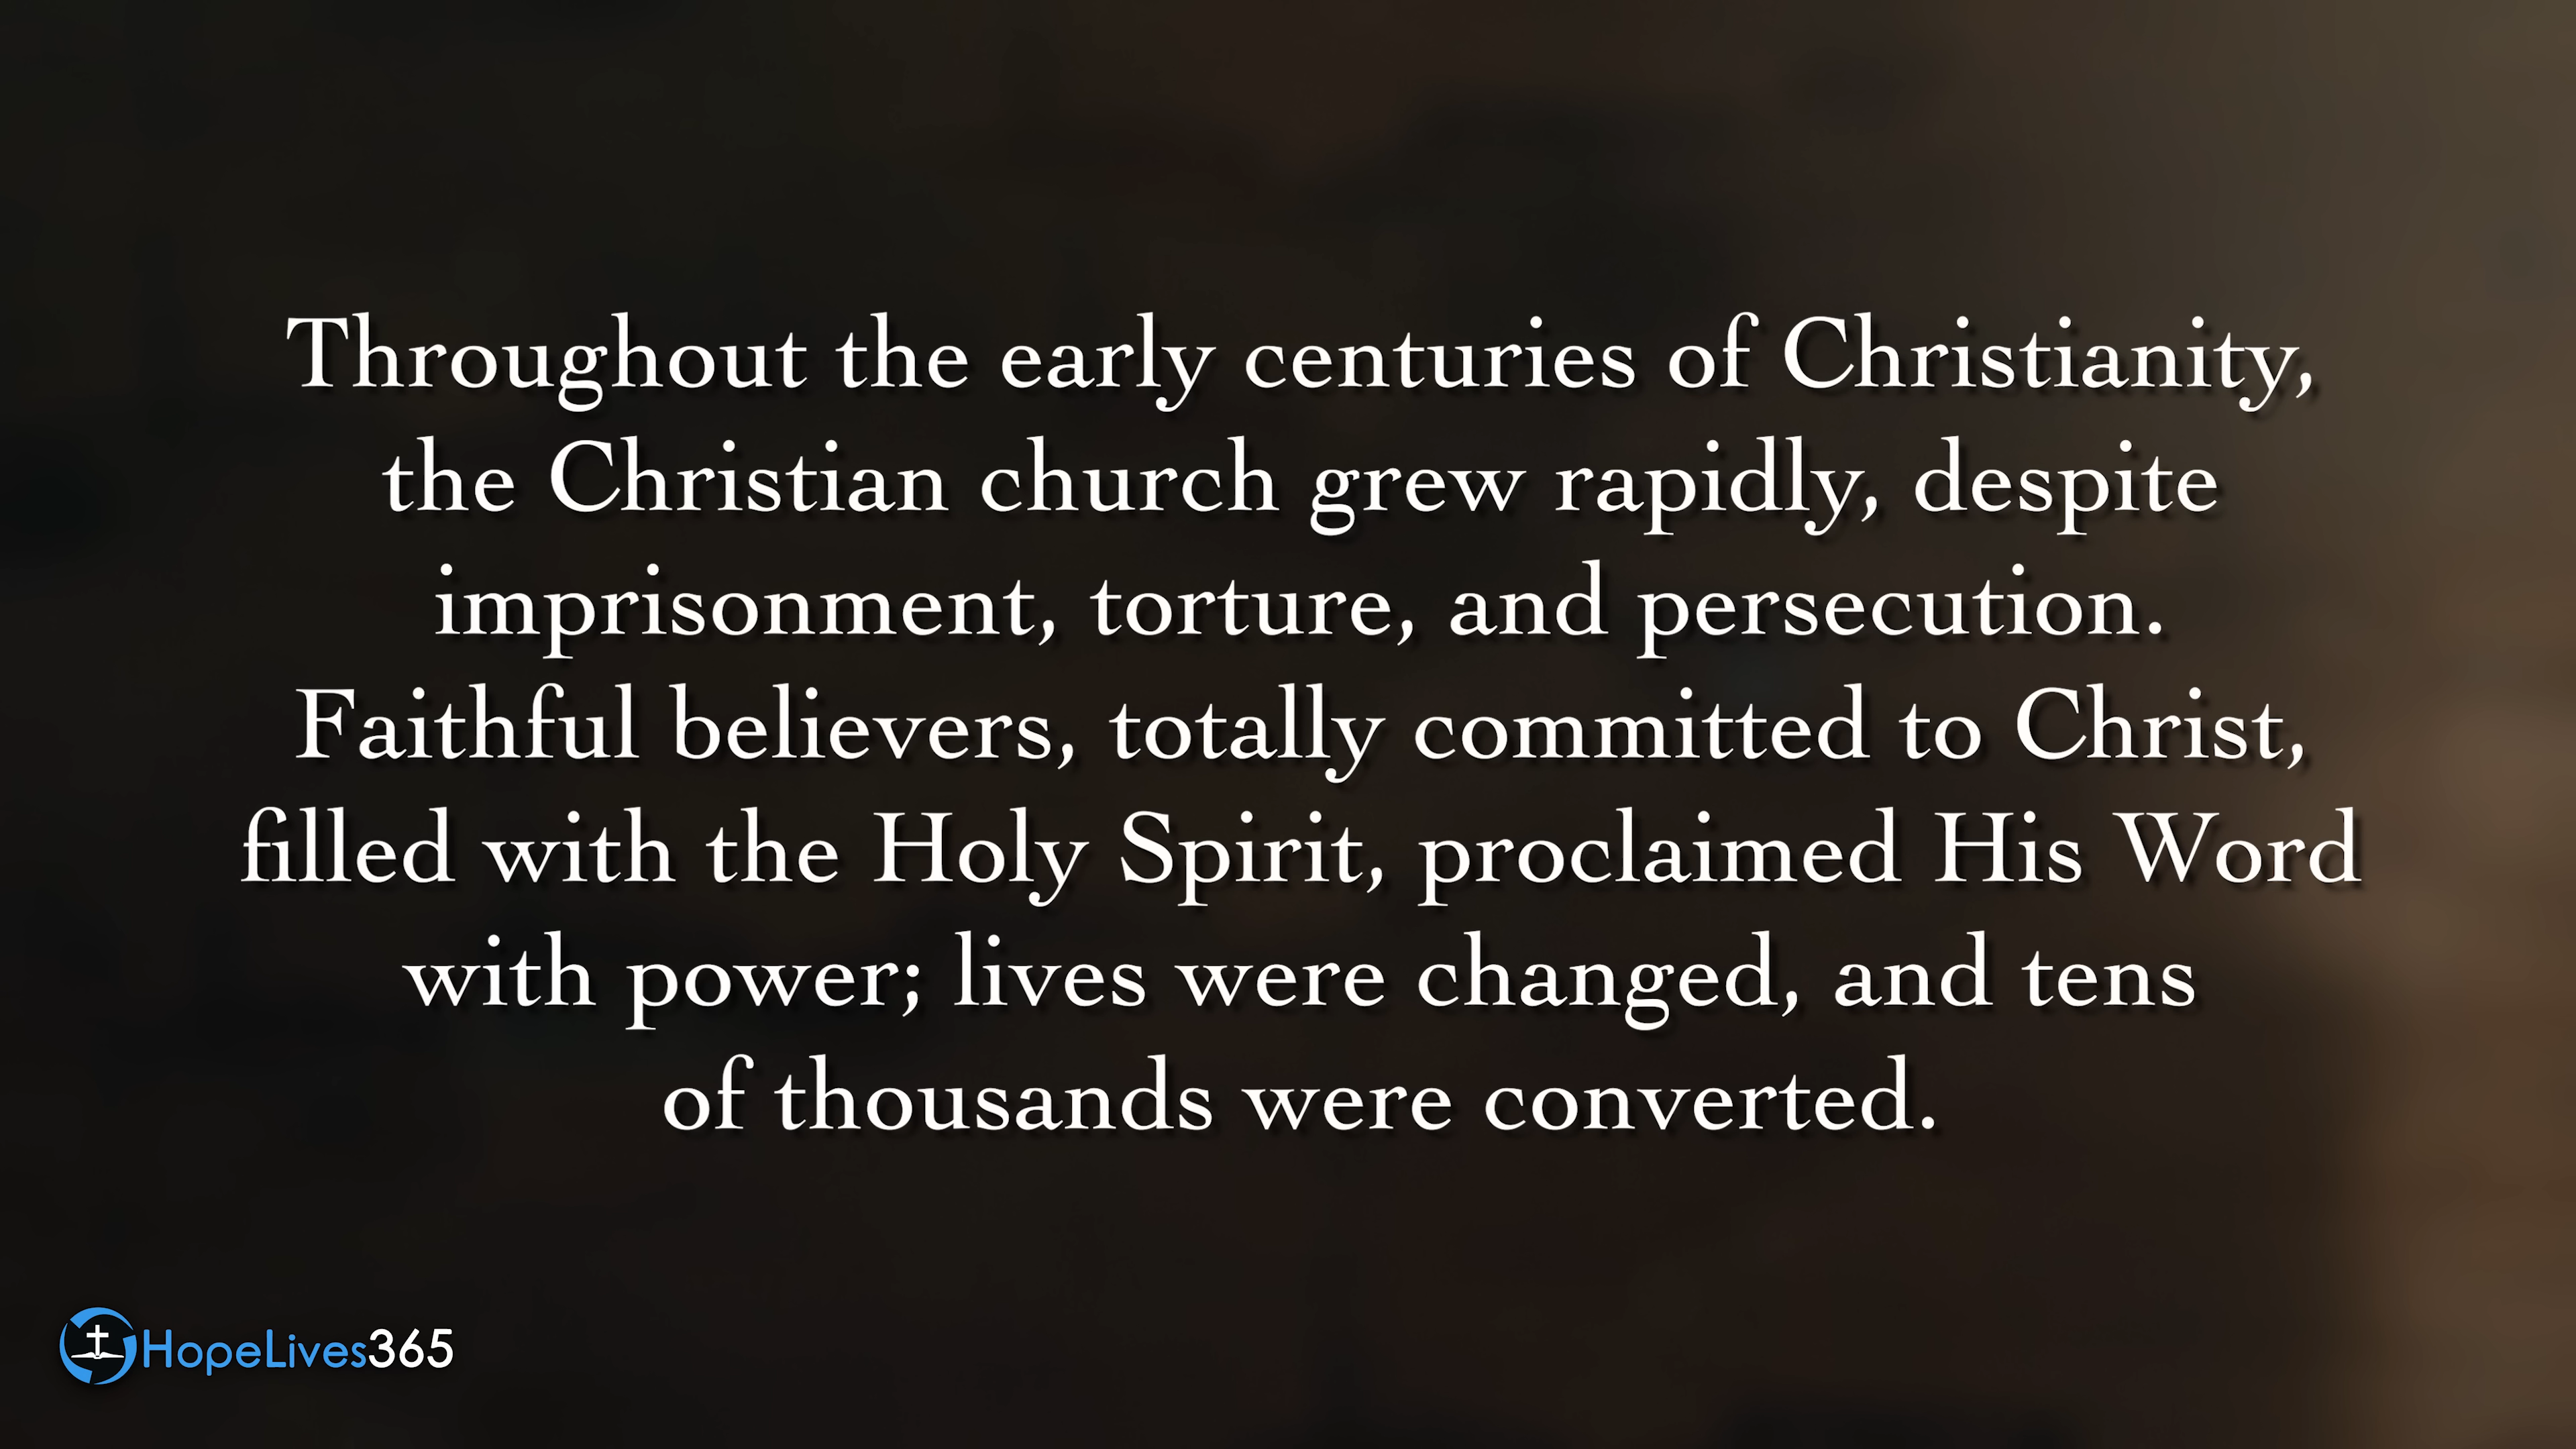 Throughout the early centuries of Christianity,
the Christian church grew rapidly, despite
imprisonment, torture, and persecution.
Faithful believers, totally committed to Christ,
filled with the Holy Spirit, proclaimed His Word
with power; lives were changed, and tens
of thousands were converted.
HopeLives365